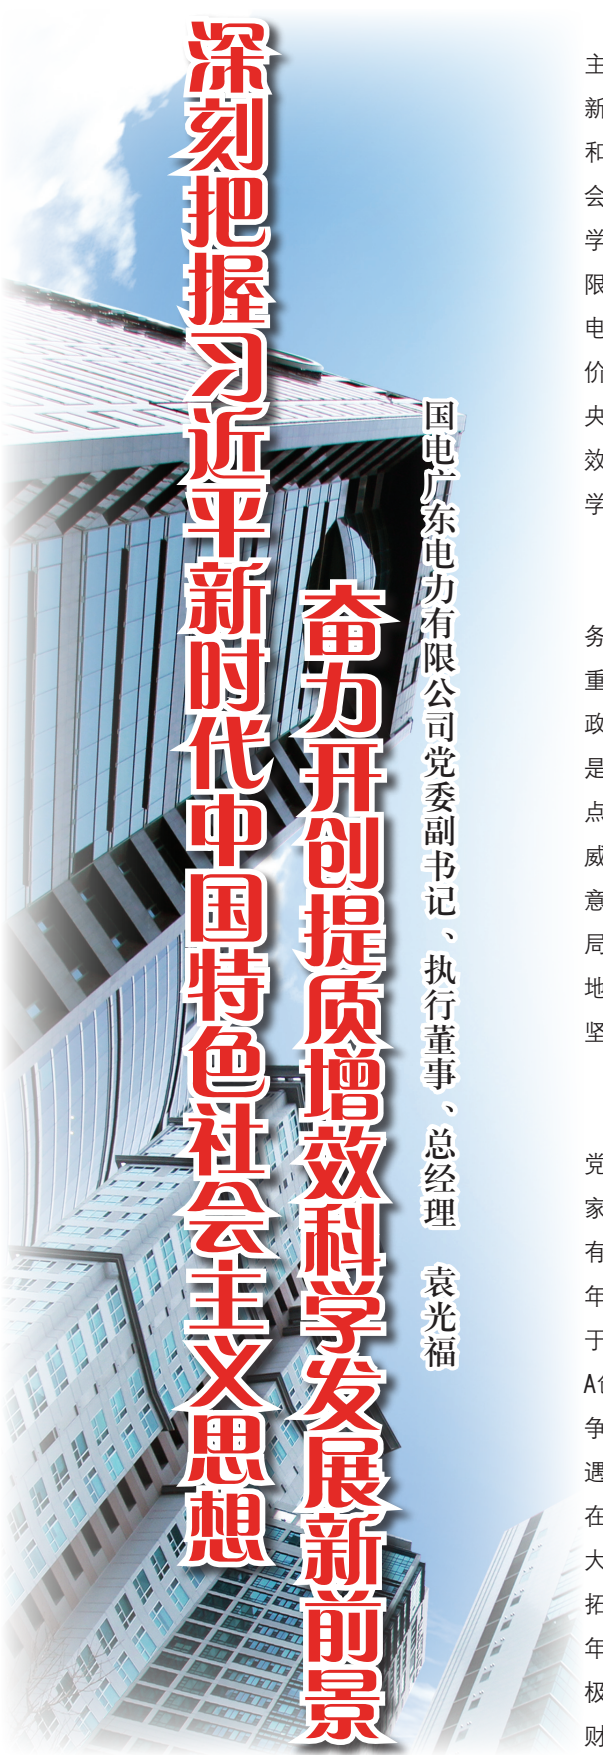 深刻把握习近平新时代中国特色社会主义思想
奋力开创提质增效科学发展新前景
国电广东电力有限公司党委副书记、执行董事、总经理　袁光福
主
新
和
会
学
限
电
价
央
效
学
务
重
政
是
点
威
意
局
地
坚
党
家
有
年
于
A
争
遇
在
大
拓
年
极
财